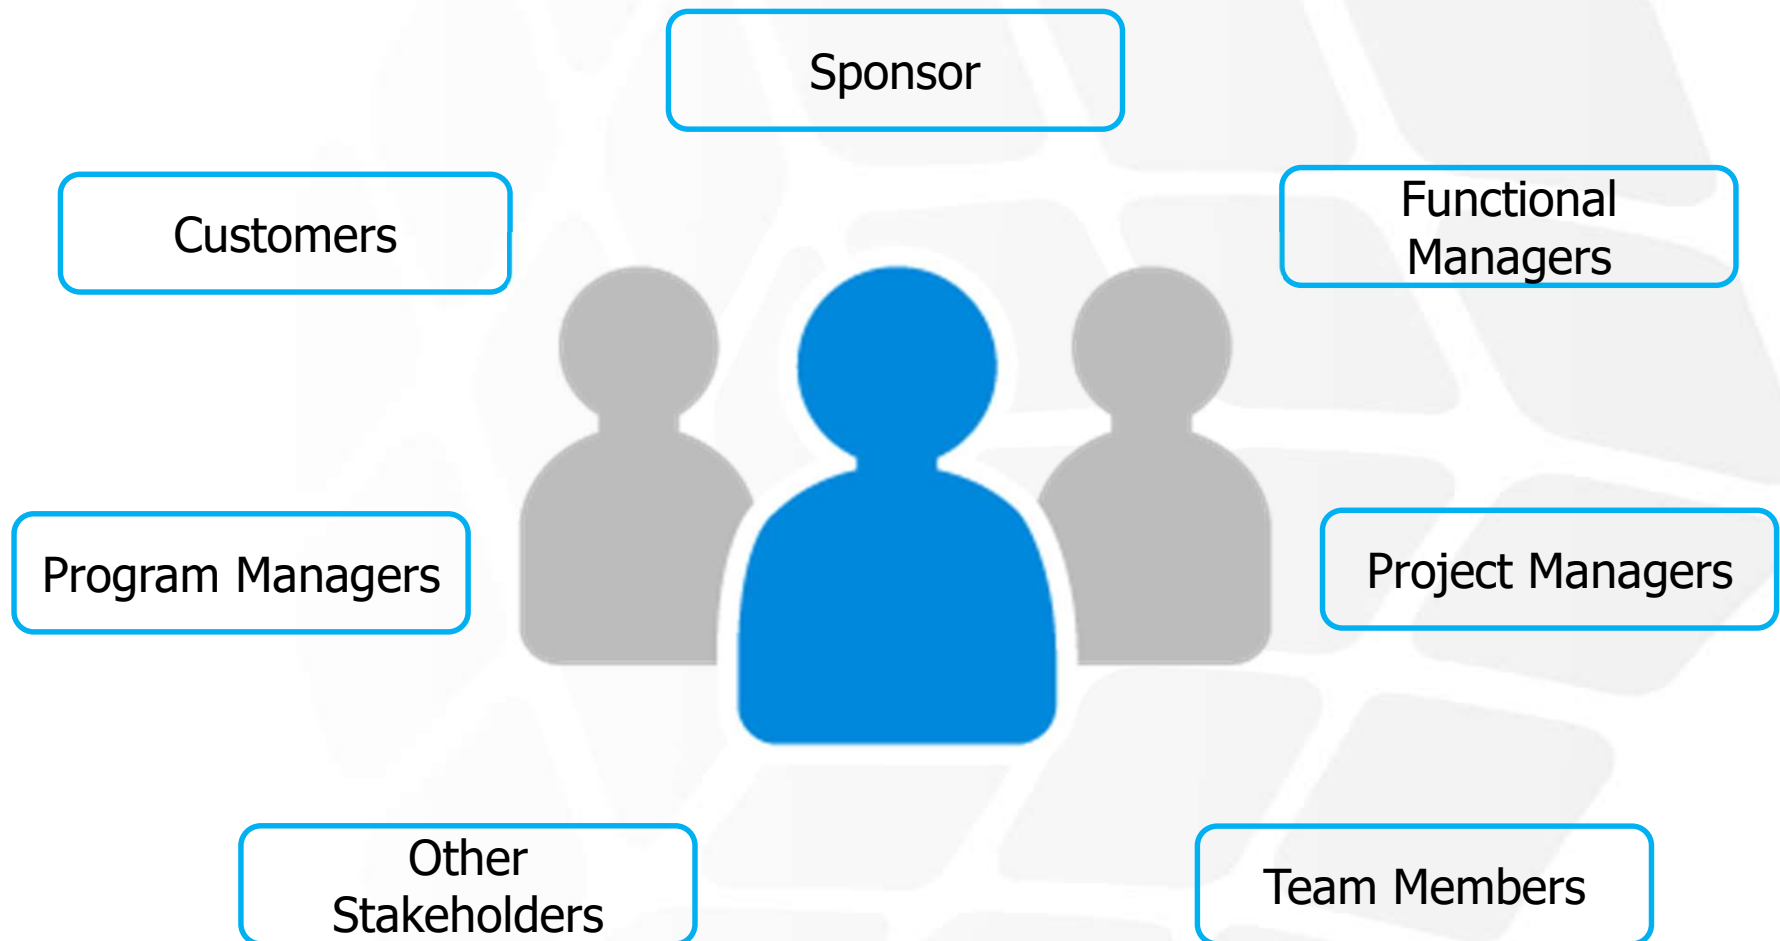 Sponsor
Customers
Functional
Managers
Program Managers
Project Managers
Other
Stakeholders
Team Members